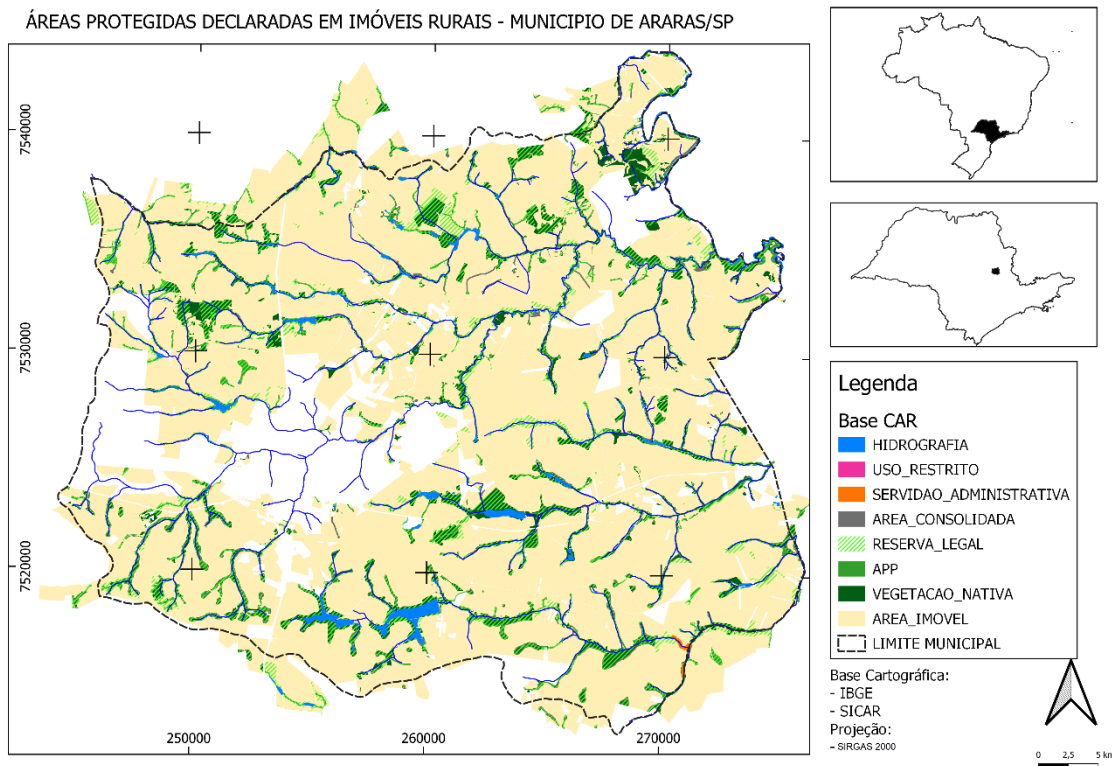 ÁREAS PROTEGIDAS DECLARADAS EM IMÓVEIS RURAIS - MUNICIPIO DE ARARAS/SP
7540000
7530000
7520000
250000
260000
270000
Legenda
Base CAR
HIDROGRAFIA
USO_RESTRITO
SERVIDAO_ADMINISTRATIVA
AREA_CONSOLIDADA
RESERVA_LEGAL
APP
VEGETACAO_NATIVA
AREA_IMOVEL
LIMITE MUNICIPAL
Base Cartográfica:
- IBGE
- SICAR
Projeção:
- SIRGAS 2000
0 2,5 5 km